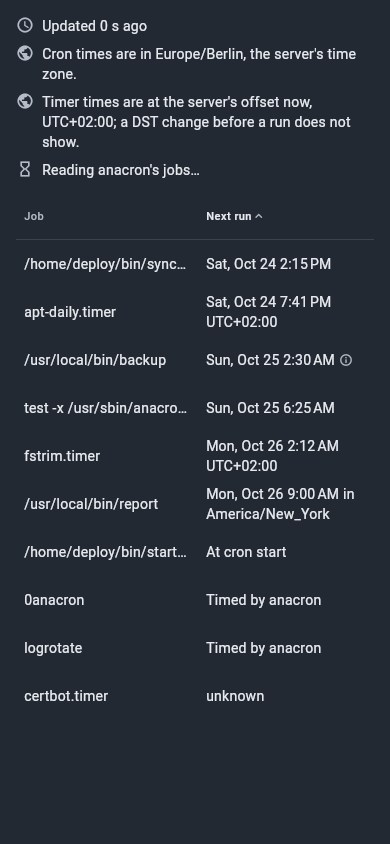 Updated 0 s ago
Cron times are in Europe/Berlin, the server's time
zone.
Timer times are at the server's offset now,
UTC+02:00; a DST change before a run does not
show.
Reading anacron's jobs…
Job Next run
/home/deploy/bin/sync… Sat, Oct 24 2:15 PM
apt-daily.timer Sat, Oct 24 7:41 PM
UTC+02:00
/usr/local/bin/backup Sun, Oct 25 2:30 AM
test -x /usr/sbin/anacro… Sun, Oct 25 6:25 AM
fstrim.timer Mon, Oct 26 2:12 AM
UTC+02:00
/usr/local/bin/report Mon, Oct 26 9:00 AM in
America/New_York
/home/deploy/bin/start… At cron start
0anacron Timed by anacron
logrotate Timed by anacron
certbot.timer unknown